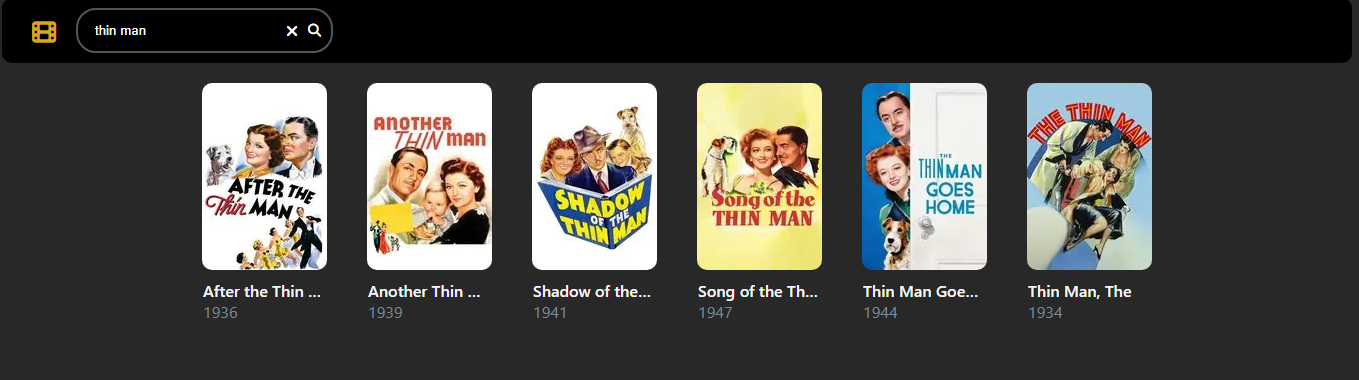 thin man
AFTER THE
Thin MAN
ANOTHER
THIN MAN
SHADOW
OF THE
THIN MAN
Song of the
THIN MAN
THE
THIN MAN
GOES
HOME
THE THIN MAN
After the Thin ...
1936
Another Thin ...
1939
Shadow of the...
1941
Song of the Th...
1947
Thin Man Goe...
1944
Thin Man, The
1934